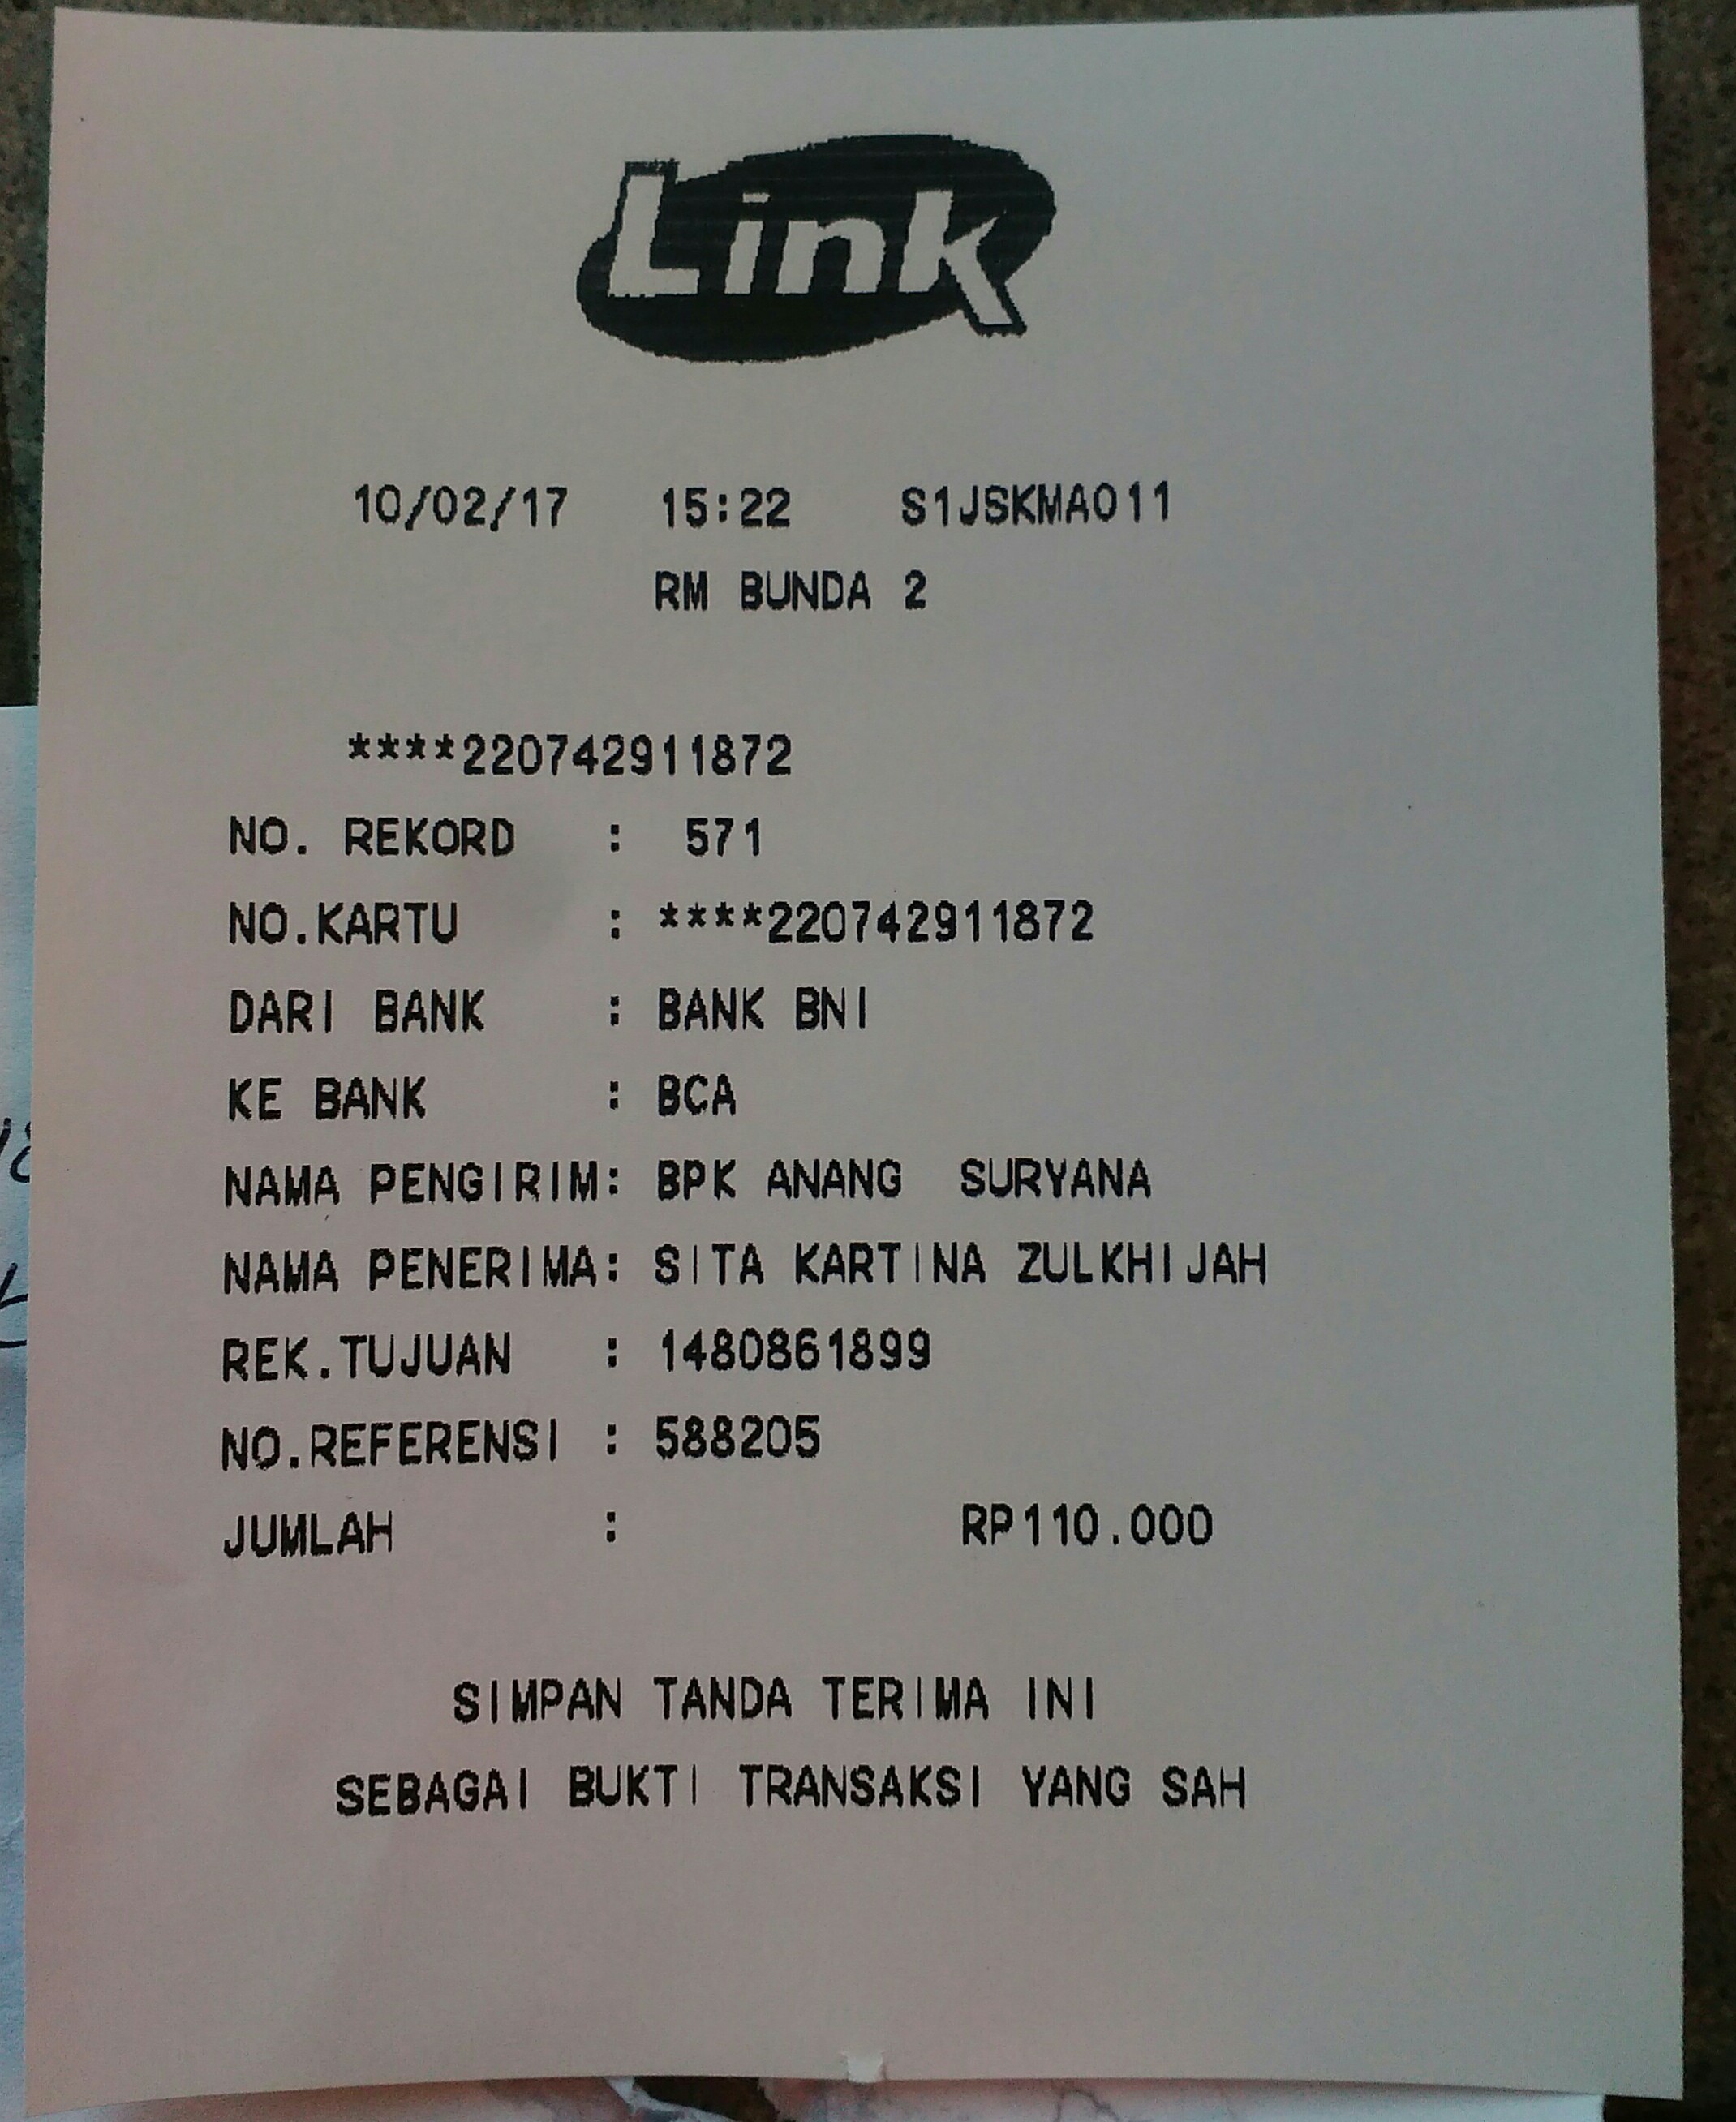 Link
10/02/17 15:22 S1JSKMA011
RM BUNDA 2
****220742911872
NO. REKORD : 571
NO.KARTU : ****220742911872
DARI BANK : BANK BNI
KE BANK : BCA
NAMA PENGIRIM: BPK ANANG SURYANA
NAMA PENERIMA: SITA KARTINA ZULKHIJAH
REK.TUJUAN : 1480861899
NO.REFERENSI : 588205
JUMLAH : RP110.000
SIMPAN TANDA TERIMA INI
SEBAGAI BUKTI TRANSAKSI YANG SAH